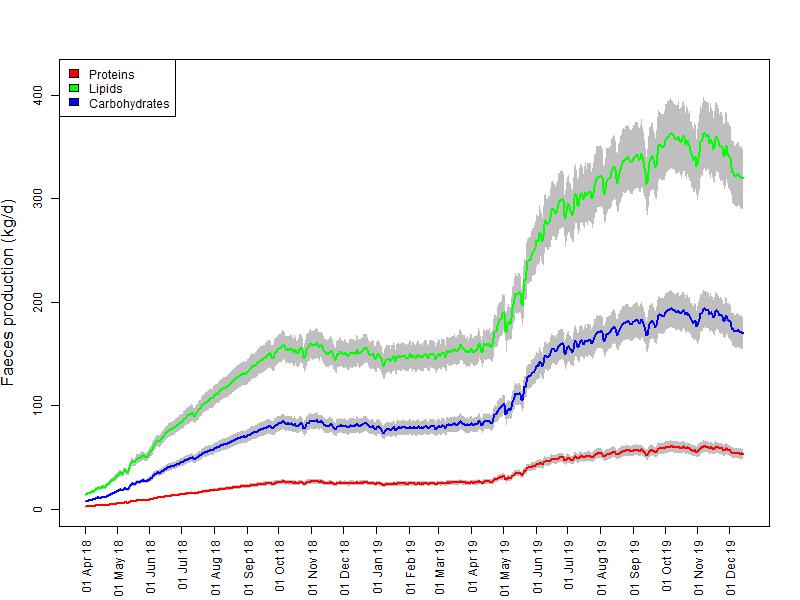 Proteins
Lipids
Carbohydrates
Faeces production (kg/d)
400
300
200
100
0
01 Apr 18
01 May 18
01 Jun 18
01 Jul 18
01 Aug 18
01 Sep 18
01 Oct 18
01 Nov 18
01 Dec 18
01 Jan 19
01 Feb 19
01 Mar 19
01 Apr 19
01 May 19
01 Jun 19
01 Jul 19
01 Aug 19
01 Sep 19
01 Oct 19
01 Nov 19
01 Dec 19